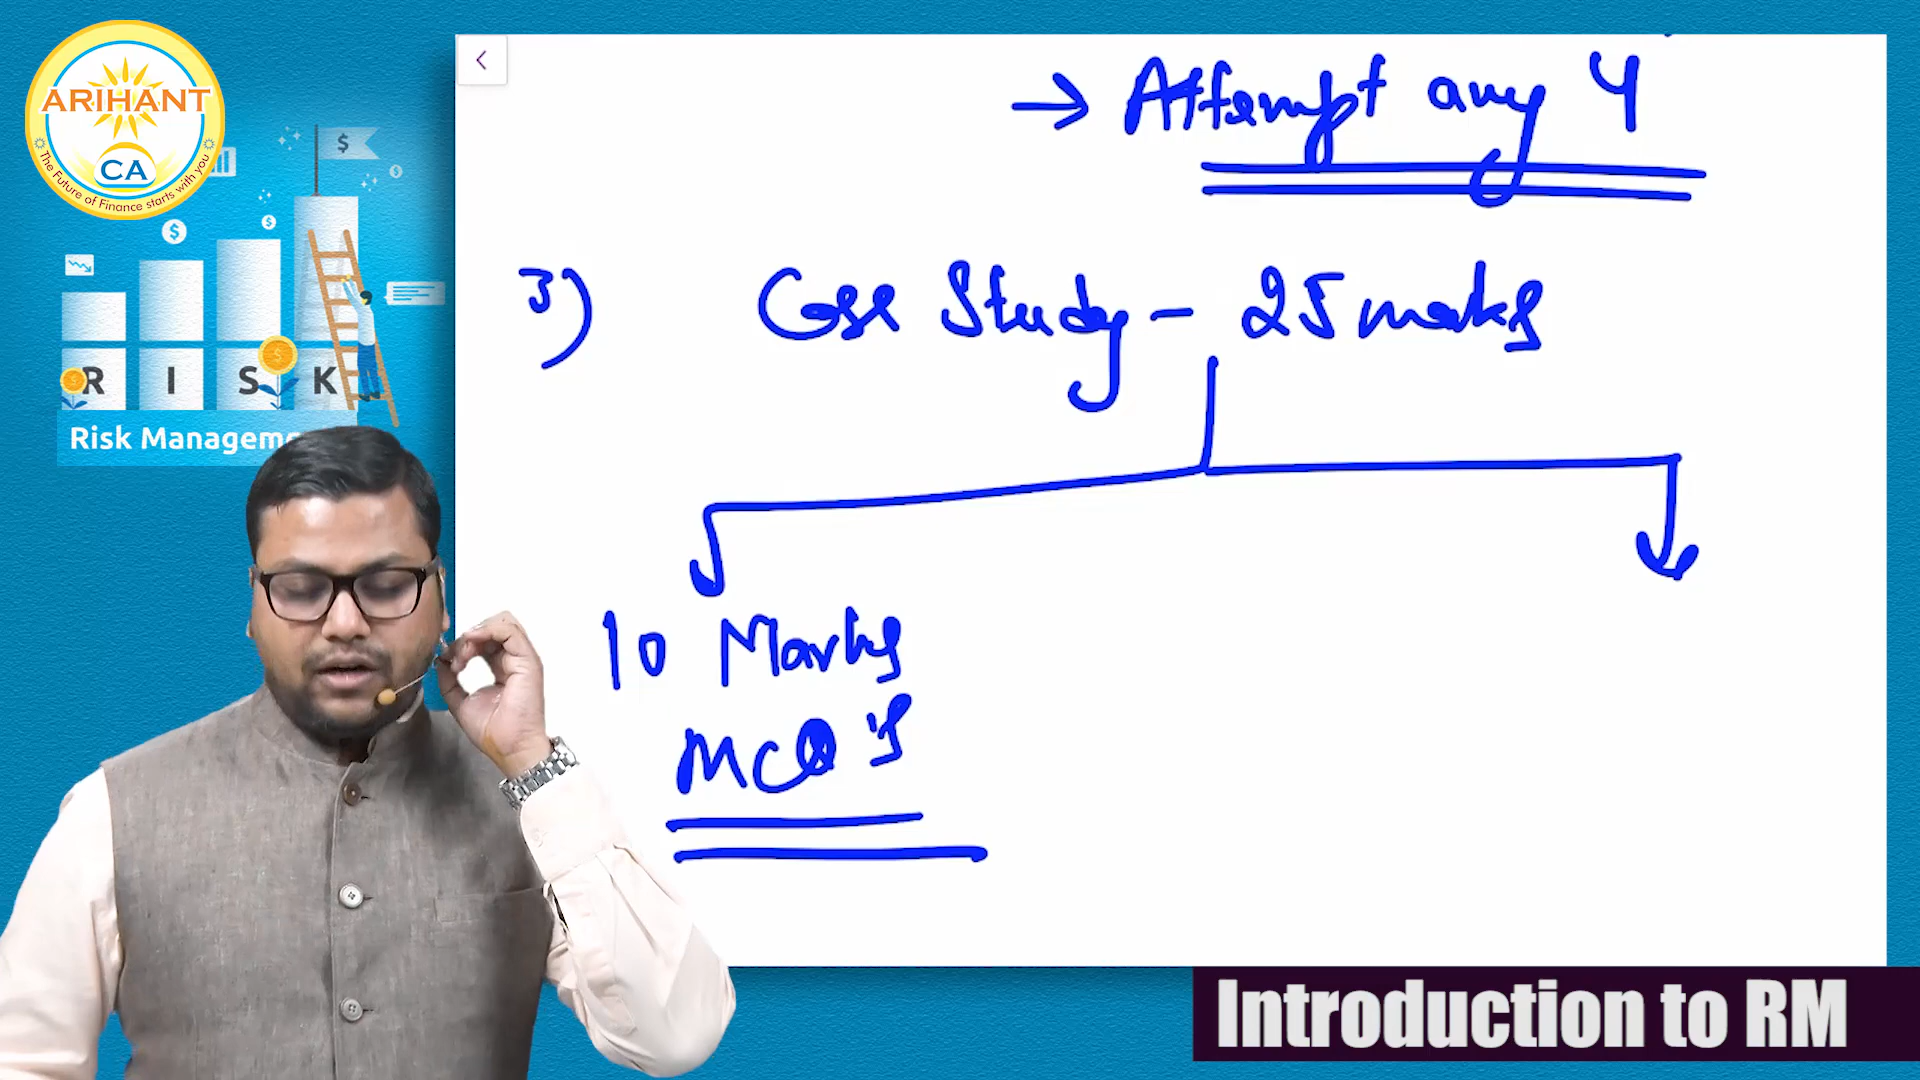 ARIHANT
CA
The Future of Finance starts with you
$
$
$
$
$
R I S K
Risk Managem
→ Attempt any 4
3) Case Study - 25 marks
10 Marks
MCQ's
Introduction to RM